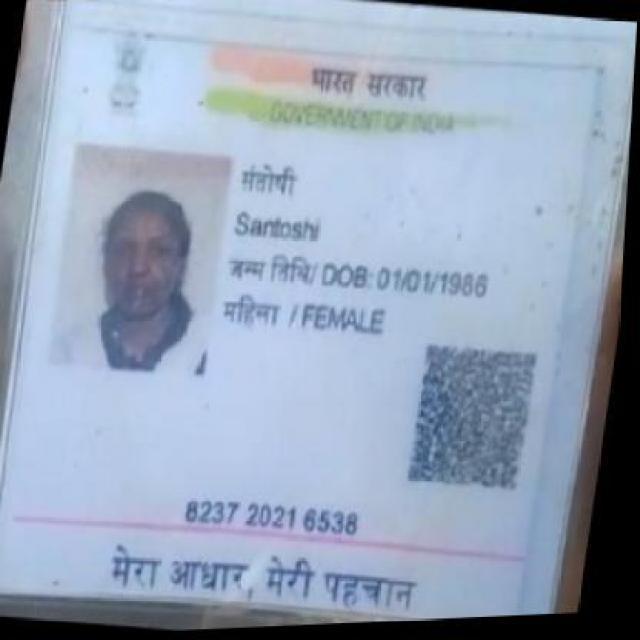 भारत सरकार
GOVERNMENT OF INDIA
संतोषी
Santoshi
जन्म तिथि/ DOB: 01/01/1986
महिला / FEMALE
8237 2021 6538
मेरा आधार, मेरी पहचान